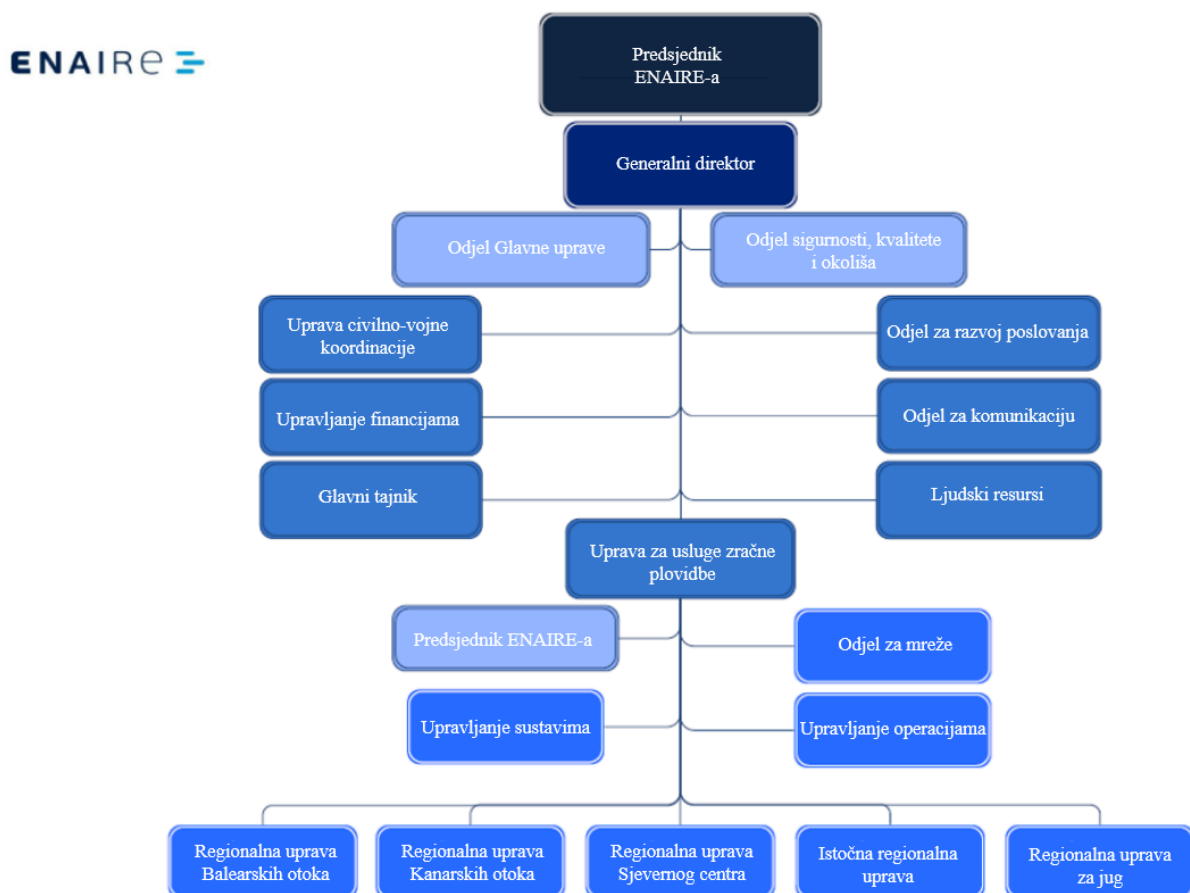 ENAIRE
Predsjednik
ENAIRE-a
Generalni direktor
Odjel Glavne uprave
Odjel sigurnosti, kvalitete
i okoliša
Uprava civilno-vojne
koordinacije
Odjel za razvoj poslovanja
Upravljanje financijama
Odjel za komunikaciju
Glavni tajnik
Ljudski resursi
Uprava za usluge zračne
plovidbe
Predsjednik ENAIRE-a
Odjel za mreže
Upravljanje sustavima
Upravljanje operacijama
Regionalna uprava
Balearskih otoka
Regionalna uprava
Kanarskih otoka
Regionalna uprava
Sjevernog centra
Istočna regionalna
uprava
Regionalna uprava
za jug